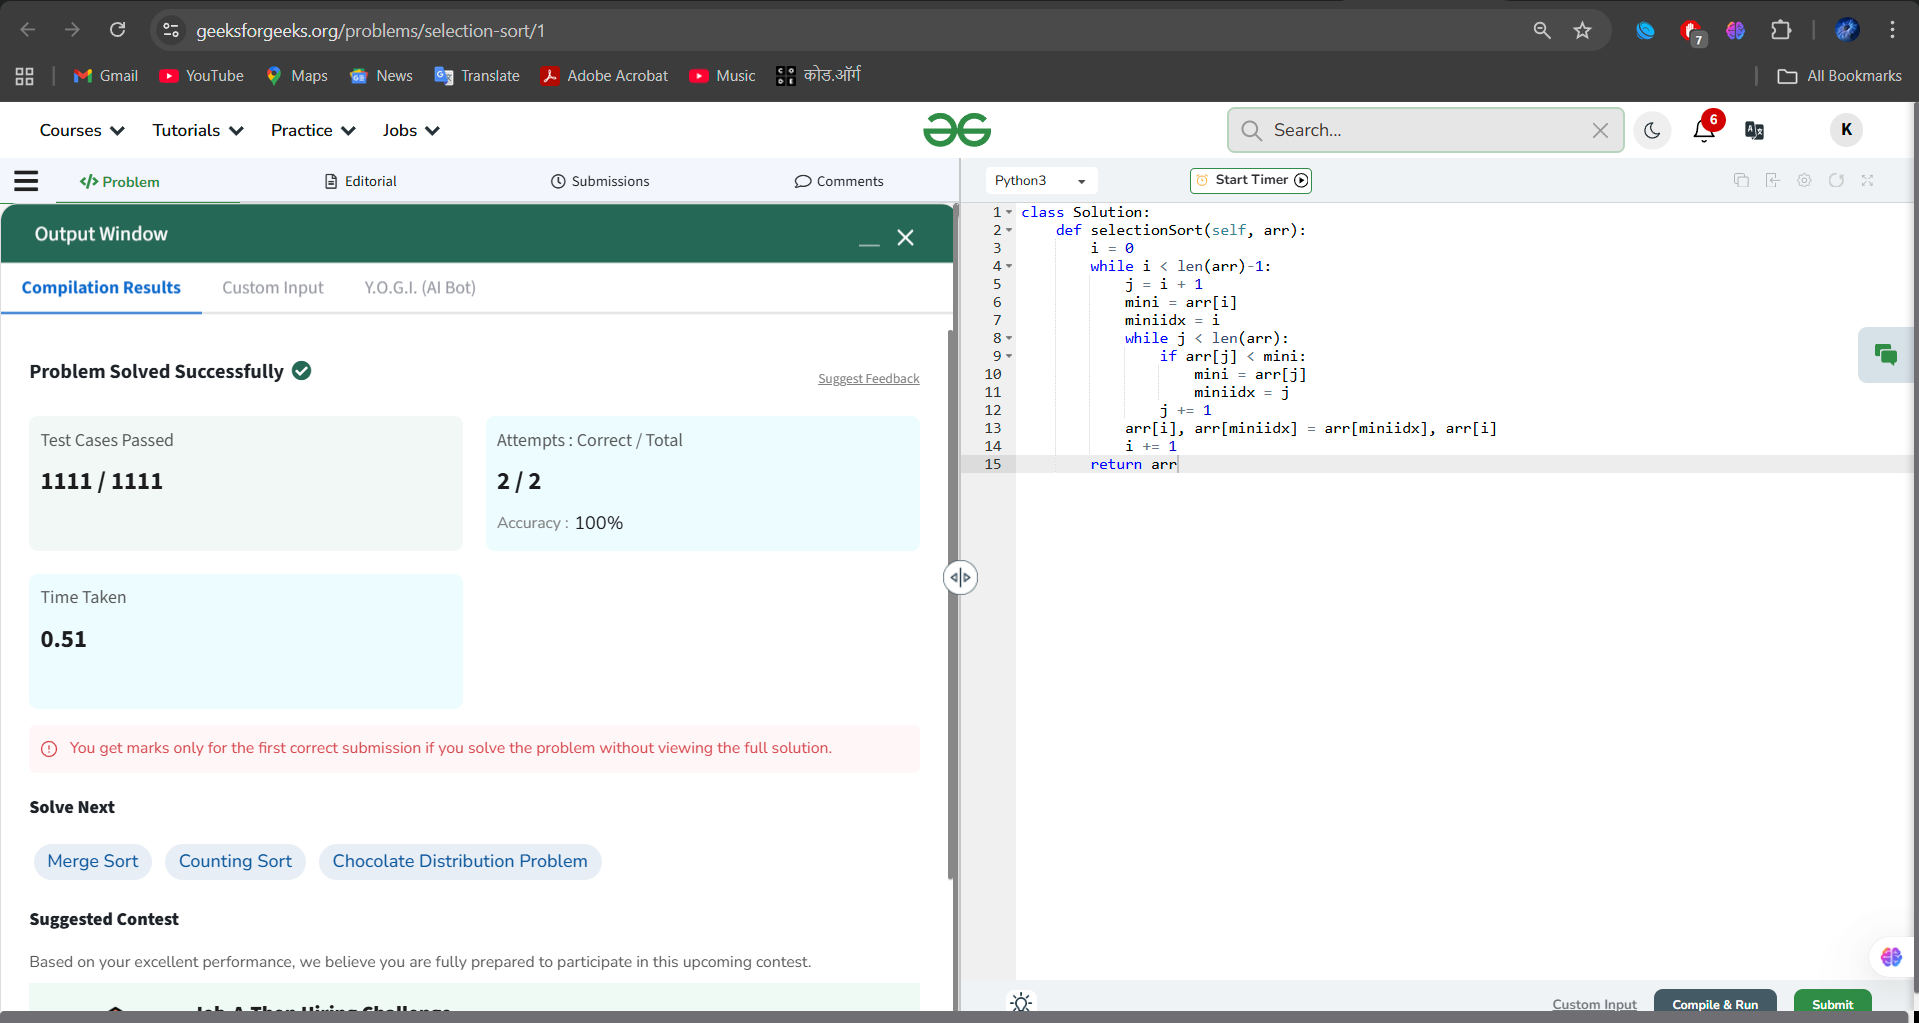 geeksforgeeks.org/problems/selection-sort/1
7
Gmail YouTube Maps News Translate Adobe Acrobat Music कोड.ऑर्ग All Bookmarks
Courses Tutorials Practice Jobs
Search...
6
K
Problem Editorial Submissions Comments
Output Window
Compilation Results Custom Input Y.O.G.I. (AI Bot)
Problem Solved Successfully
Suggest Feedback
Test Cases Passed
1111 / 1111
Attempts : Correct / Total
2 / 2
Accuracy : 100%
Time Taken
0.51
You get marks only for the first correct submission if you solve the problem without viewing the full solution.
Solve Next
Merge Sort Counting Sort Chocolate Distribution Problem
Suggested Contest
Based on your excellent performance, we believe you are fully prepared to participate in this upcoming contest.
Job-A-Thon Hiring Challenge
Python3 Start Timer
1 class Solution:
2 def selectionSort(self, arr):
3 i = 0
4 while i < len(arr)-1:
5 j = i + 1
6 mini = arr[i]
7 miniidx = i
8 while j < len(arr):
9 if arr[j] < mini:
10 mini = arr[j]
11 miniidx = j
12 j += 1
13 arr[i], arr[miniidx] = arr[miniidx], arr[i]
14 i += 1
15 return arr
Custom Input Compile & Run Submit